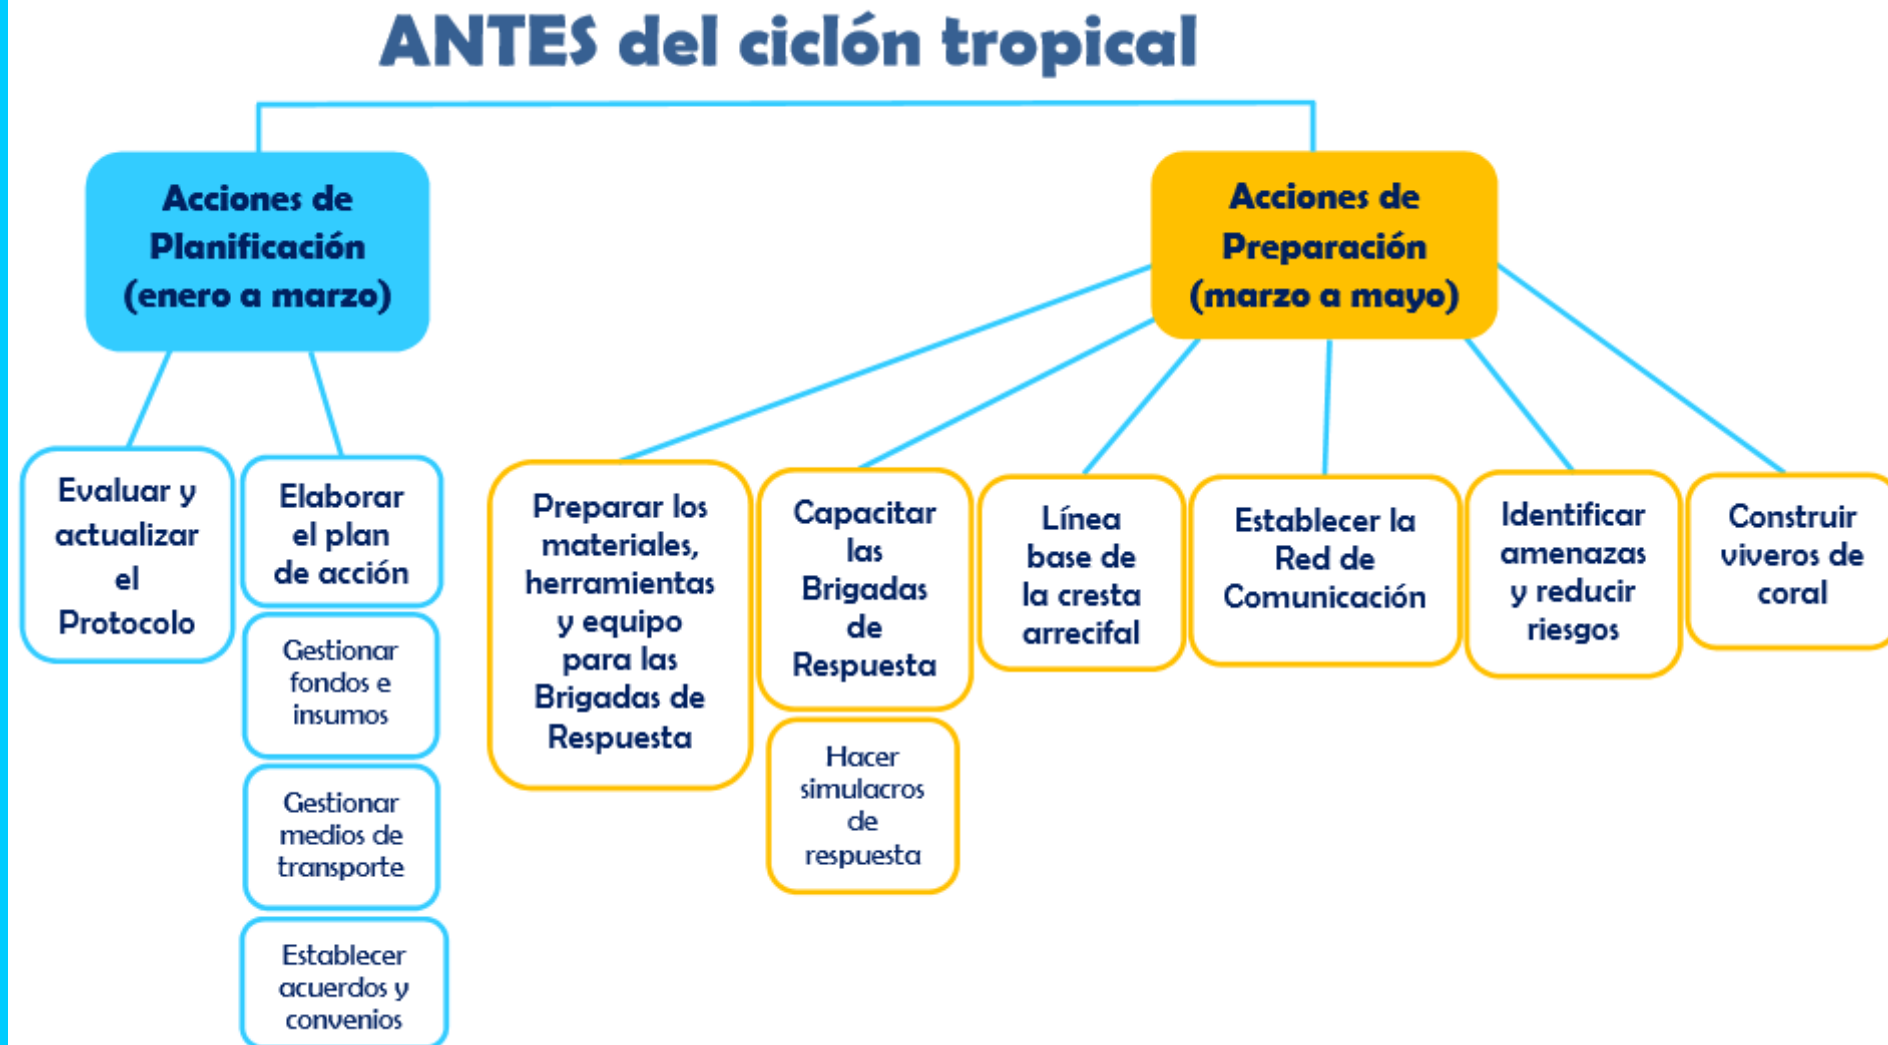 ANTES del ciclón tropical
Acciones de
Planificación
(enero a marzo)
Acciones de
Preparación
(marzo a mayo)
Evaluar y
actualizar
el
Protocolo
Elaborar
el plan
de acción
Gestionar
fondos e
insumos
Gestionar
medios de
transporte
Establecer
acuerdos y
convenios
Preparar los
materiales,
herramientas
y equipo
para las
Brigadas de
Respuesta
Capacitar
las
Brigadas
de
Respuesta
Hacer
simulacros
de
respuesta
Línea
base de
la cresta
arrecifal
Establecer la
Red de
Comunicación
Identificar
amenazas
y reducir
riesgos
Construir
viveros de
coral